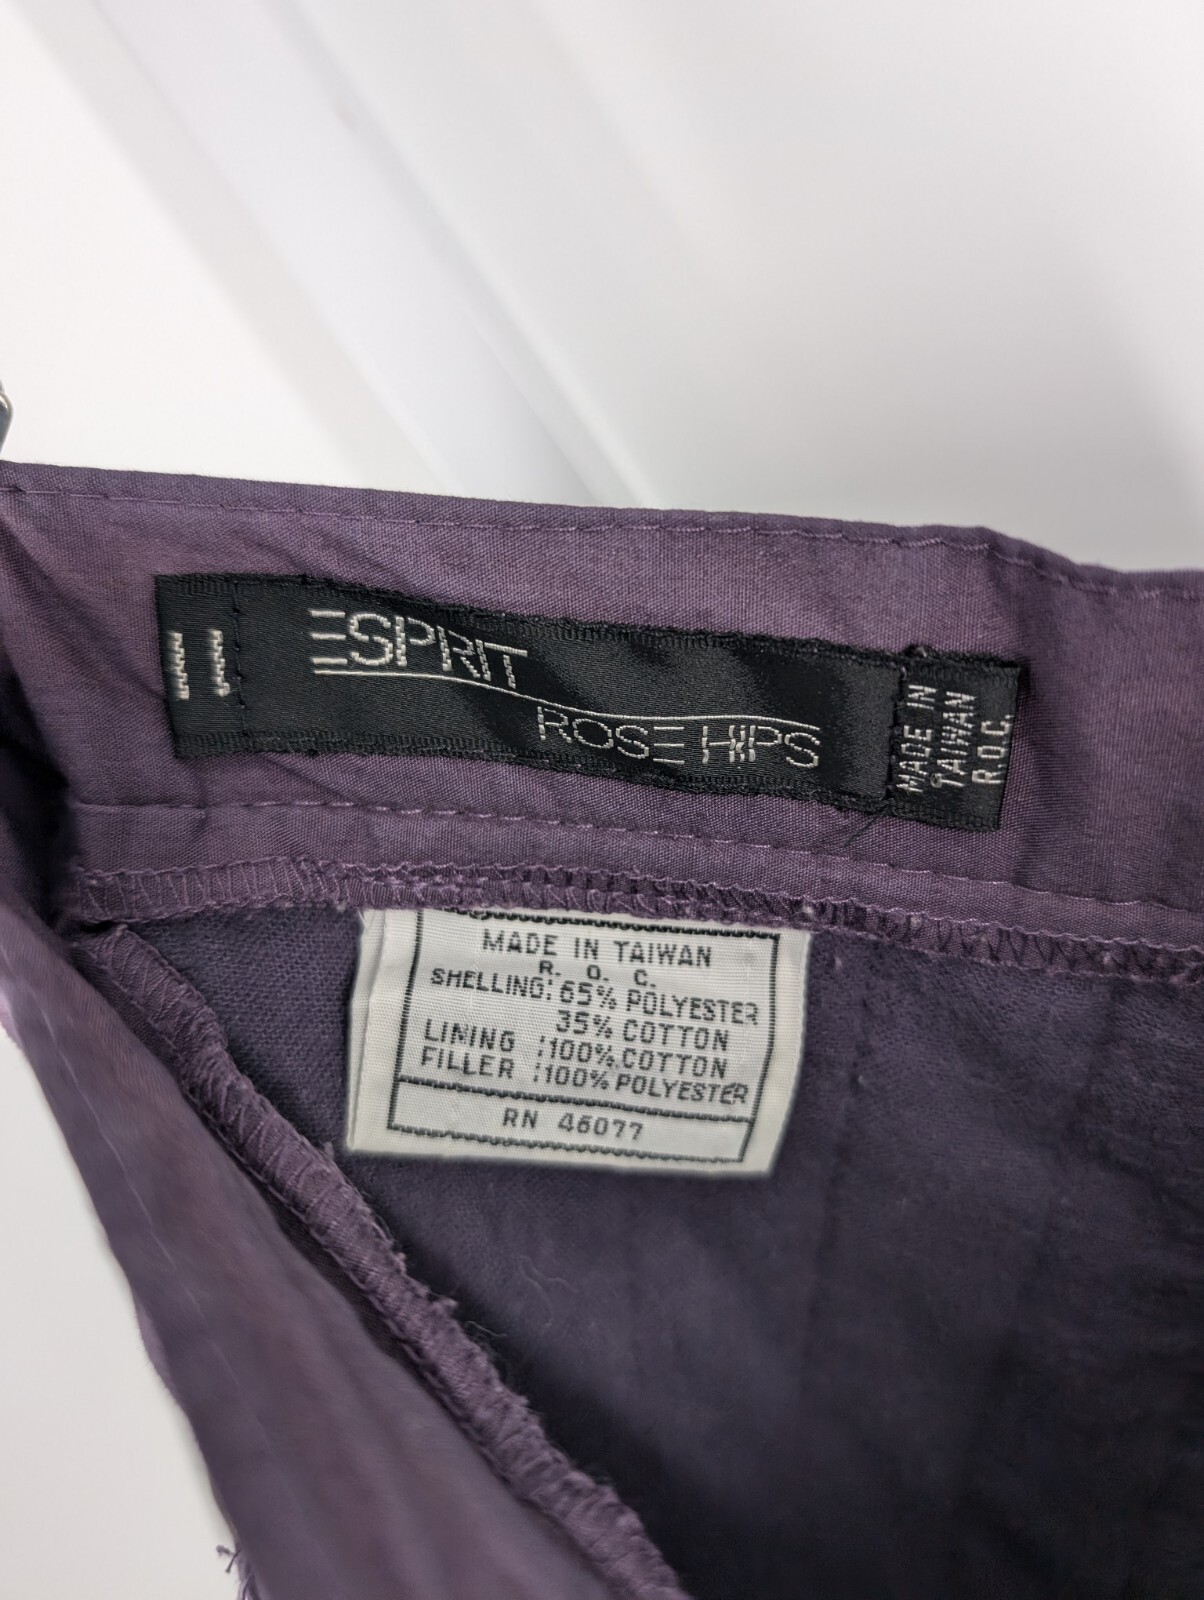 11
ESPRIT
ROSE HIPS
MADE IN
TAIWAN
R.O.C.
MADE IN TAIWAN
R. O. C.
SHELLING: 65% POLYESTER
35% COTTON
LINING :100% COTTON
FILLER :100% POLYESTER
RN 46077